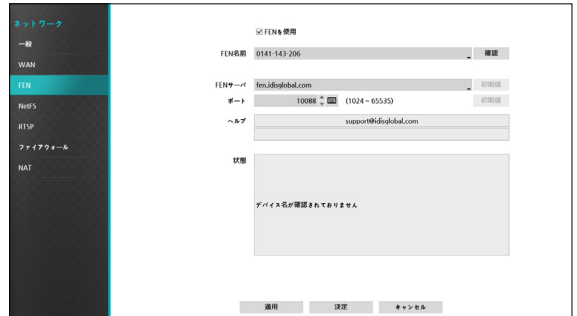 ネットワーク
一般
WAN
FEN
NetFS
RTSP
ファイアウォール
NAT
FENを使用
FEN名前 0141-143-206 確認
FENサーバ fen.idisglobal.com 初期値
ポート 10088 (1024 ~ 65535) 初期値
ヘルプ support@idisglobal.com
状態
デバイス名が確認されておりません
適用 決定 キャンセル